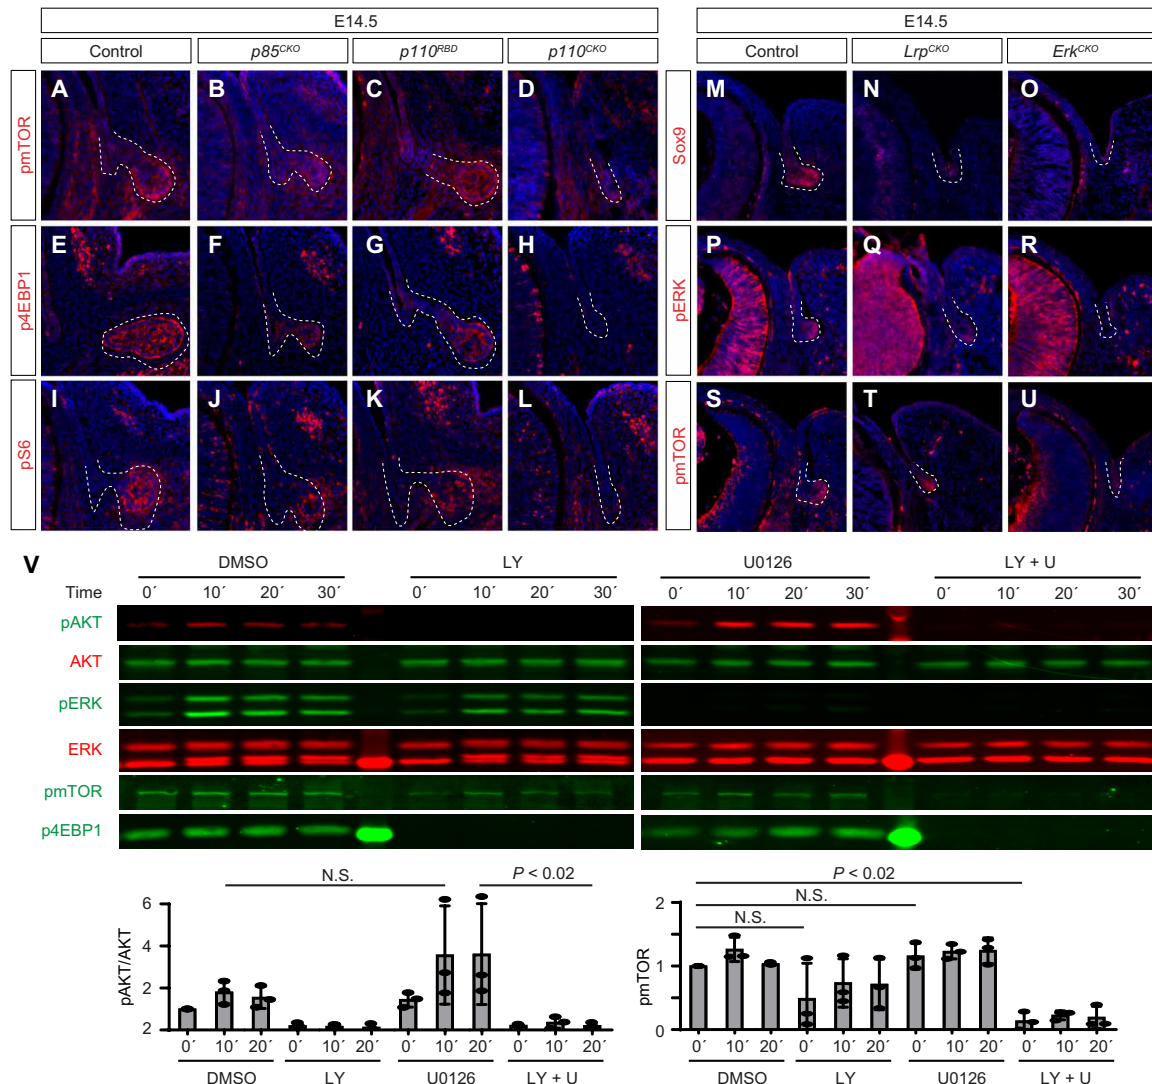 E14.5
E14.5
Control
p85CKO
p110RBD
p110CKO
Control
LrpCKO
ErkCKO
pmTOR
A
B
C
D
Sox9
M
N
O
p4EBP1
E
F
G
H
pERK
P
Q
R
pS6
I
J
K
L
pmTOR
S
T
U
V
DMSO
LY
U0126
LY + U
Time
0´ 10´ 20´ 30´
0´ 10´ 20´ 30´
0´ 10´ 20´ 30´
0´ 10´ 20´ 30´
pAKT
AKT
pERK
ERK
pmTOR
p4EBP1
N.S.
P < 0.02
pAKT/AKT
6
4
2
2
0´ 10´ 20´ 0´ 10´ 20´ 0´ 10´ 20´ 0´ 10´ 20´
DMSO LY U0126 LY + U
P < 0.02
N.S.
N.S.
pmTOR
2
1
0
0´ 10´ 20´ 0´ 10´ 20´ 0´ 10´ 20´ 0´ 10´ 20´
DMSO LY U0126 LY + U